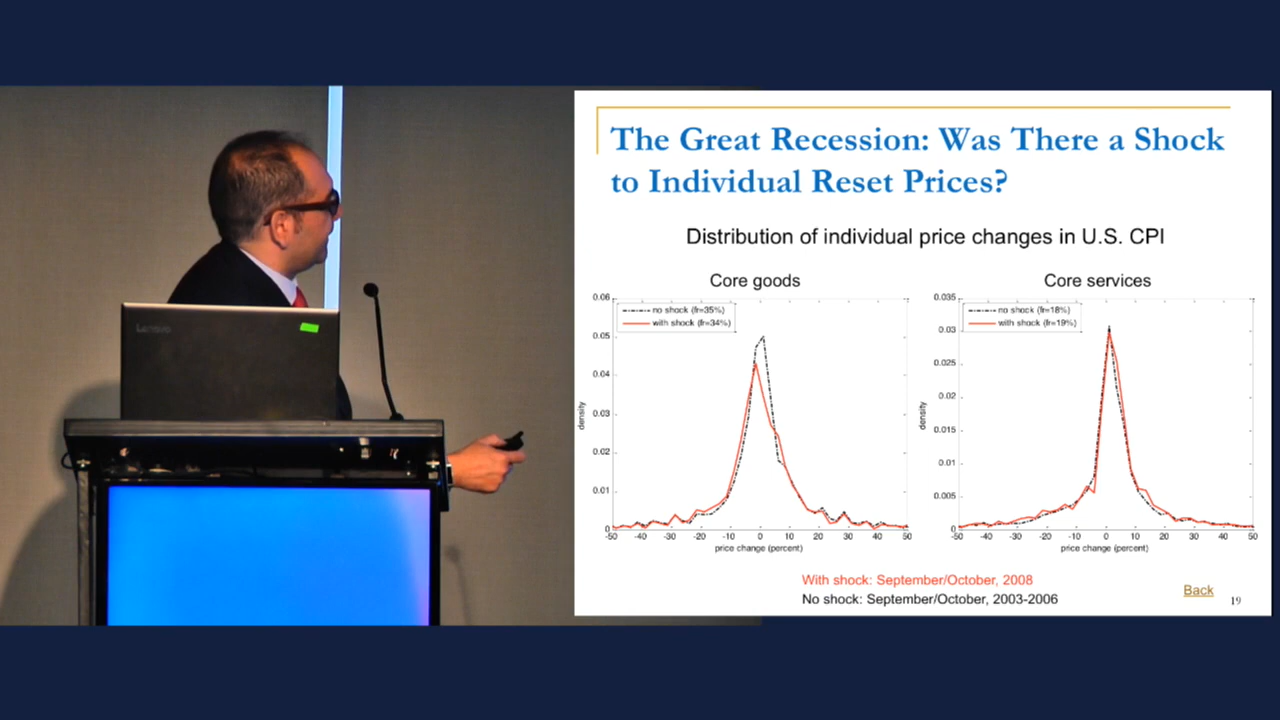 The Great Recession: Was There a Shock
to Individual Reset Prices?
Distribution of individual price changes in U.S. CPI
Core goods
0.06
0.05
0.04
0.03
0.02
0.01
0
density
no shock (fr=35%)
with shock (fr=34%)
-50 -40 -30 -20 -10 0 10 20 30 40 50
price change (percent)
Core services
0.035
0.03
0.025
0.02
0.015
0.01
0.005
0
density
no shock (fr=18%)
with shock (fr=19%)
-50 -40 -30 -20 -10 0 10 20 30 40 50
price change (percent)
With shock: September/October, 2008
No shock: September/October, 2003-2006
Back
19
Lenovo